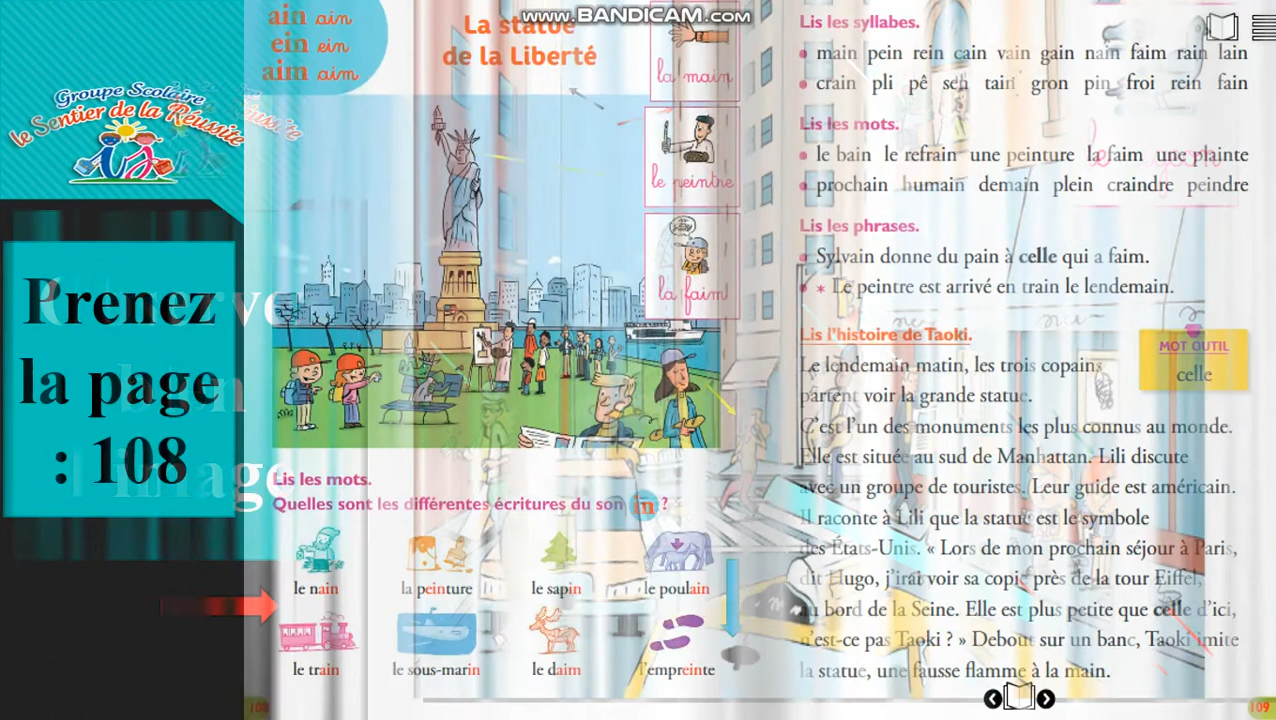 www.BANDICAM.com
ain ain
ein ein
aim aim
Groupe Scolaire
le Sentier de la Réussite
Prenez
la page
: 108
La statue
de la Liberté
la main
le peintre
la faim
Lis les mots.
Quelles sont les différentes écritures du son in ?
le nain la peinture le sapin le poulain
le train le sous-marin le daim l'empreinte
108
Lis les syllabes.
• main pein rein cain vain gain nain faim rain lain
• crain pli pê sen tain gron pin froi rein fain
Lis les mots.
• le bain le refrain une peinture la faim une plainte
• prochain humain demain plein craindre peindre
Lis les phrases.
• Sylvain donne du pain à celle qui a faim.
• * Le peintre est arrivé en train le lendemain.
Lis l'histoire de Taoki.
MOT OUTIL
celle
Le lendemain matin, les trois copains
partent voir la grande statue.
C'est l'un des monuments les plus connus au monde.
Elle est située au sud de Manhattan. Lili discute
avec un groupe de touristes. Leur guide est américain.
Il raconte à Lili que la statue est le symbole
des États-Unis. « Lors de mon prochain séjour à Paris,
dit Hugo, j'irai voir sa copie près de la tour Eiffel,
au bord de la Seine. Elle est plus petite que celle d'ici,
n'est-ce pas Taoki ? » Debout sur un banc, Taoki imite
la statue, une fausse flamme à la main.
109